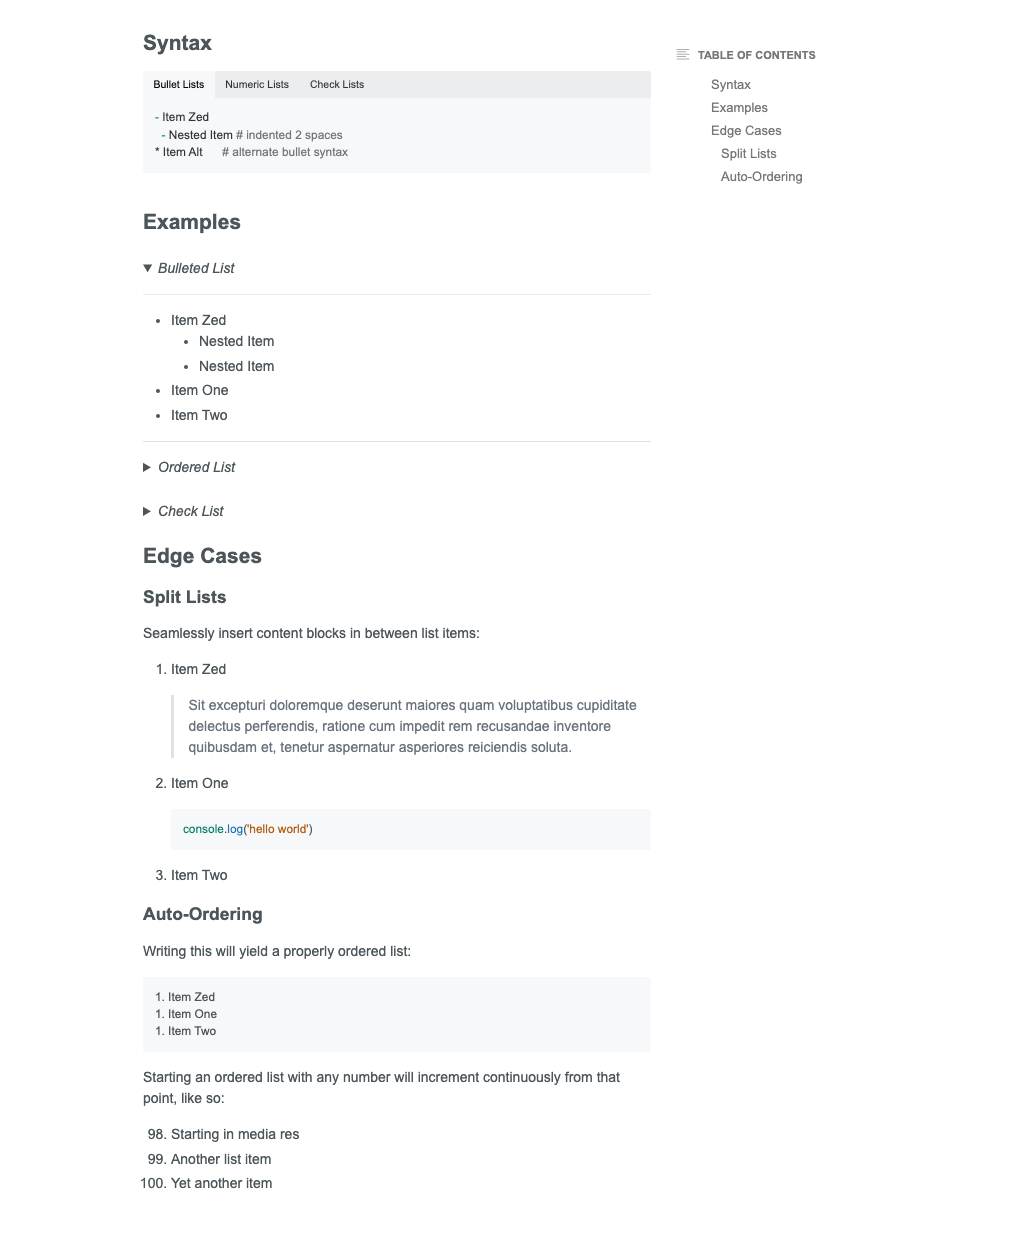 Syntax
Bullet Lists Numeric Lists Check Lists
- Item Zed
- Nested Item # indented 2 spaces
* Item Alt # alternate bullet syntax
Examples
Bulleted List
• Item Zed
• Nested Item
• Nested Item
• Item One
• Item Two
Ordered List
Check List
Edge Cases
Split Lists
Seamlessly insert content blocks in between list items:
1. Item Zed
Sit excepturi doloremque deserunt maiores quam voluptatibus cupiditate
delectus perferendis, ratione cum impedit rem recusandae inventore
quibusdam et, tenetur aspernatur asperiores reiciendis soluta.
2. Item One
console.log('hello world')
3. Item Two
Auto-Ordering
Writing this will yield a properly ordered list:
1. Item Zed
1. Item One
1. Item Two
Starting an ordered list with any number will increment continuously from that
point, like so:
98. Starting in media res
99. Another list item
100. Yet another item
TABLE OF CONTENTS
Syntax
Examples
Edge Cases
Split Lists
Auto-Ordering